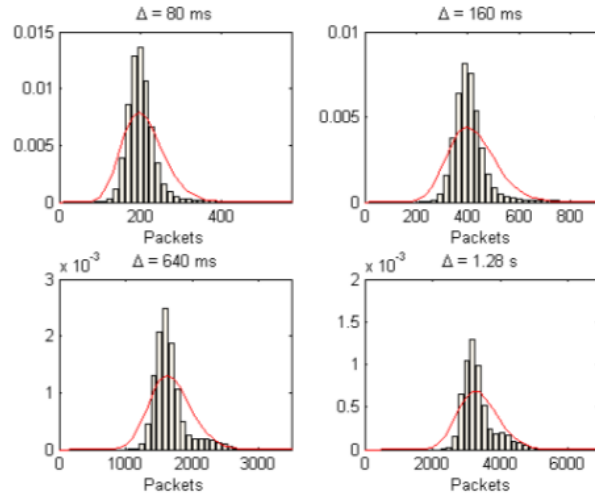 Δ = 80 ms
0.015
0.01
0.005
0
0 200 400
Packets
Δ = 160 ms
0.01
0.005
0
0 200 400 600 800
Packets
x 10⁻³ Δ = 640 ms
3
2
1
0
0 1000 2000 3000
Packets
x 10⁻³ Δ = 1.28 s
2
1.5
1
0.5
0
0 2000 4000 6000
Packets